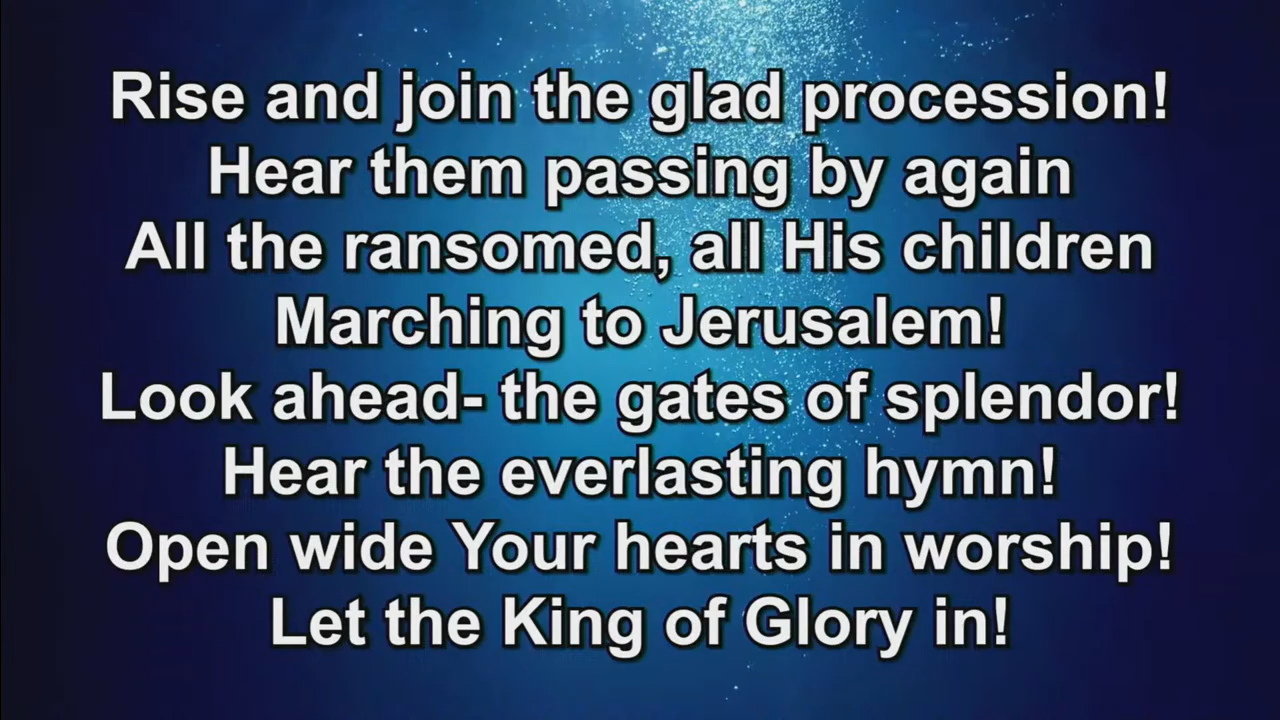 Rise and join the glad procession!
Hear them passing by again
All the ransomed, all His children
Marching to Jerusalem!
Look ahead- the gates of splendor!
Hear the everlasting hymn!
Open wide Your hearts in worship!
Let the King of Glory in!